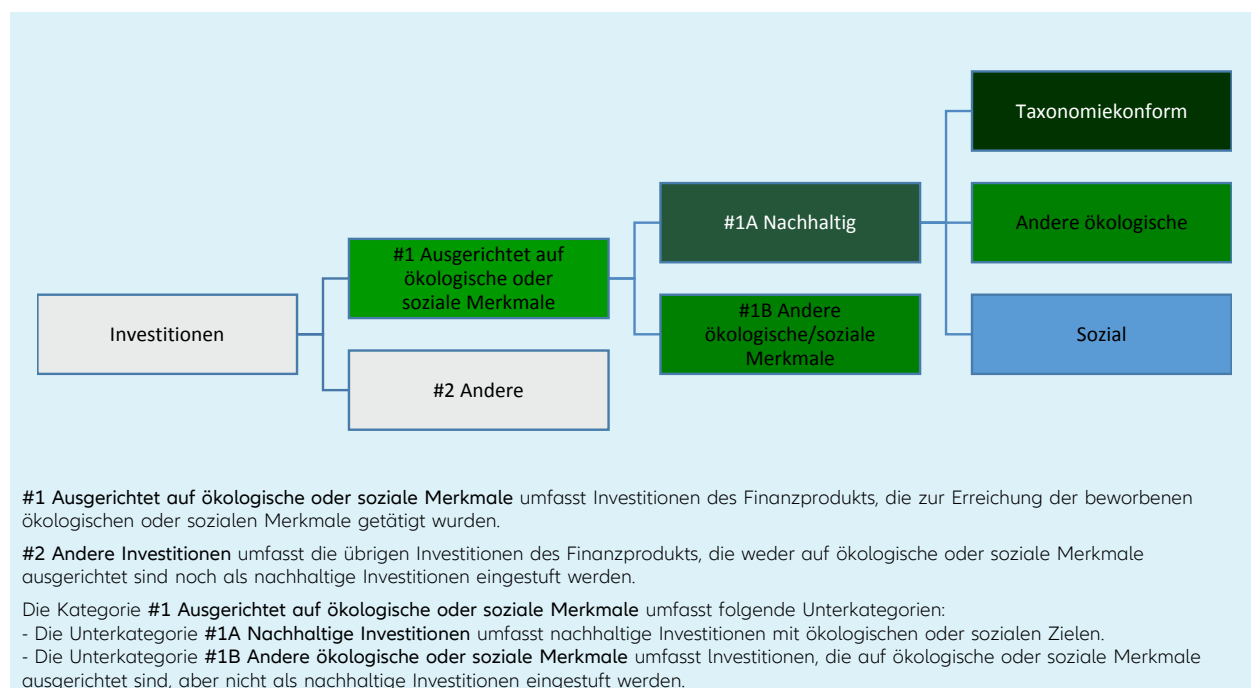 Taxonomiekonform
#1A Nachhaltig
Andere ökologische
#1 Ausgerichtet auf
ökologische oder
soziale Merkmale
#1B Andere
ökologische/soziale
Merkmale
Investitionen
Sozial
#2 Andere
#1 Ausgerichtet auf ökologische oder soziale Merkmale umfasst Investitionen des Finanzprodukts, die zur Erreichung der beworbenen
ökologischen oder sozialen Merkmale getätigt wurden.
#2 Andere Investitionen umfasst die übrigen Investitionen des Finanzprodukts, die weder auf ökologische oder soziale Merkmale
ausgerichtet sind noch als nachhaltige Investitionen eingestuft werden.
Die Kategorie #1 Ausgerichtet auf ökologische oder soziale Merkmale umfasst folgende Unterkategorien:
- Die Unterkategorie #1A Nachhaltige Investitionen umfasst nachhaltige Investitionen mit ökologischen oder sozialen Zielen.
- Die Unterkategorie #1B Andere ökologische oder soziale Merkmale umfasst Investitionen, die auf ökologische oder soziale Merkmale
ausgerichtet sind, aber nicht als nachhaltige Investitionen eingestuft werden.